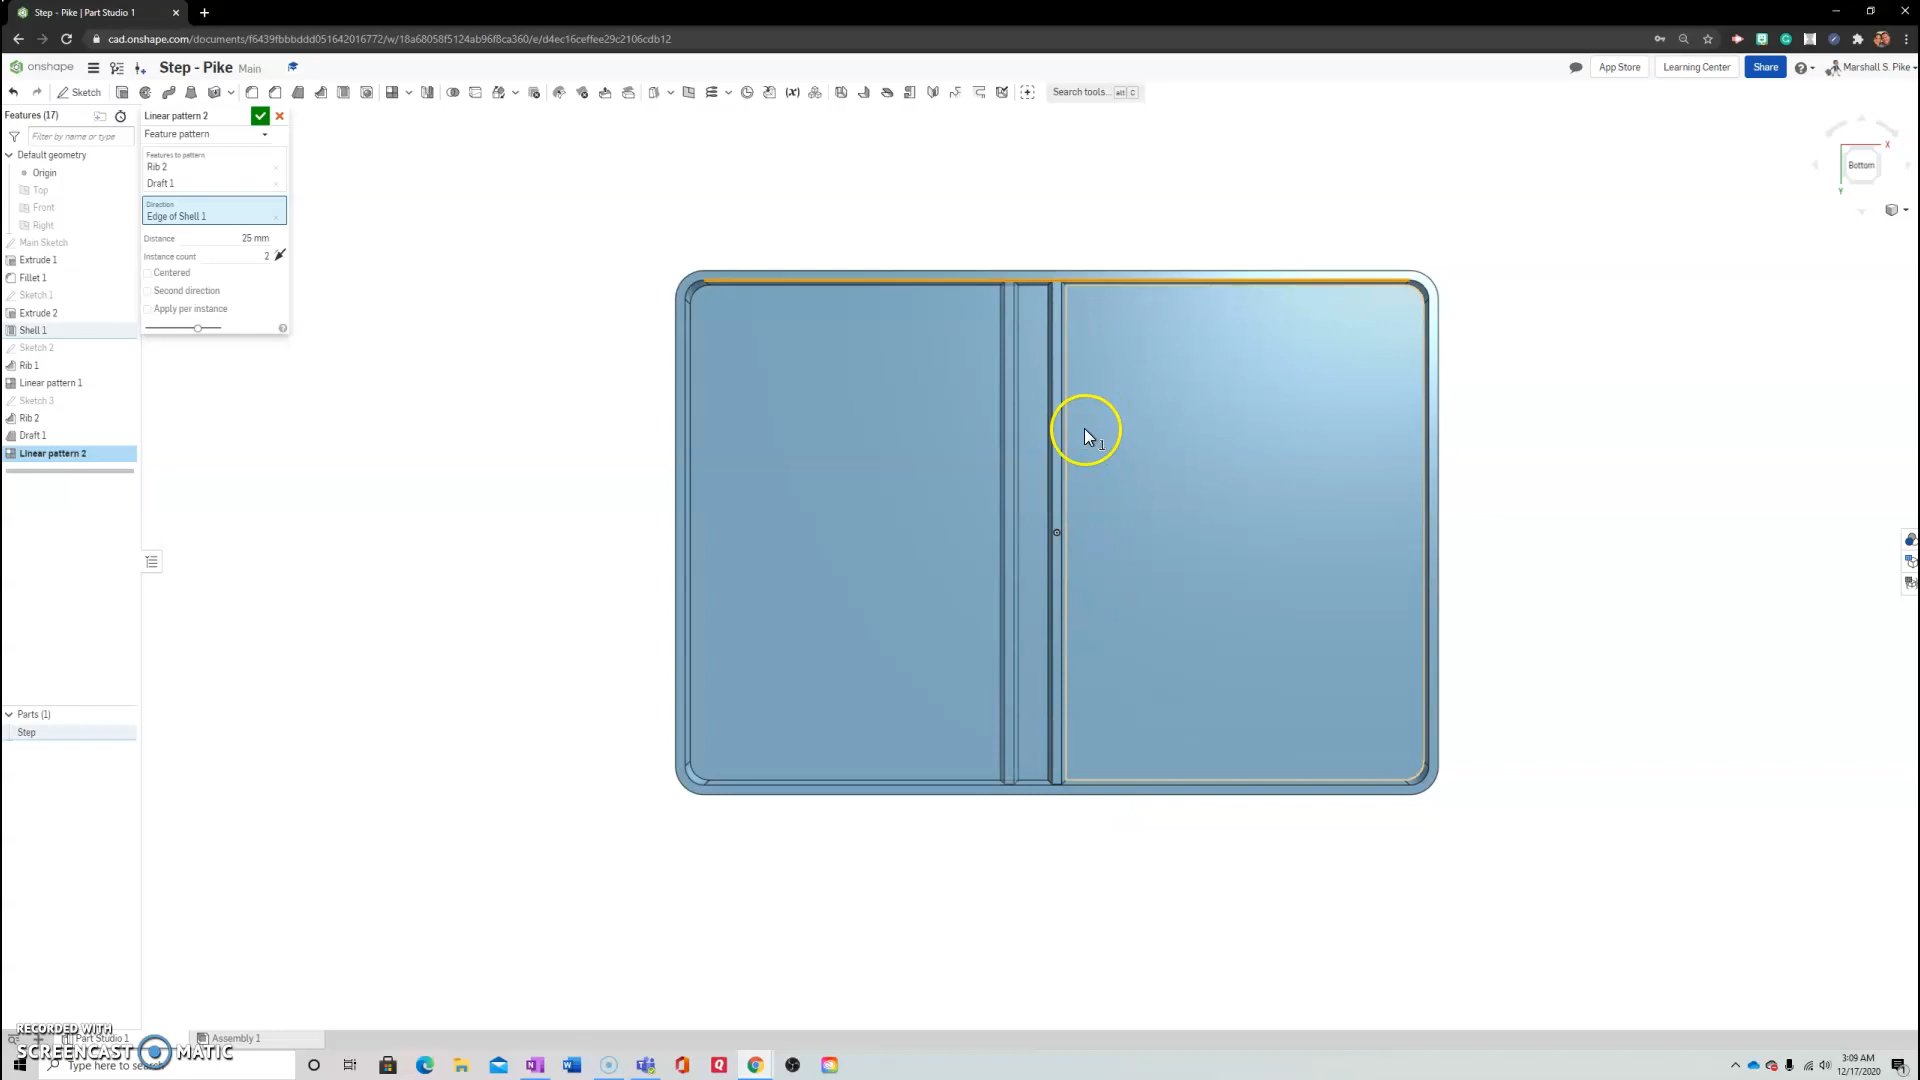 Step - Pike | Part Studio 1
cad.onshape.com/documents/f6439fbbbddd051642016772/w/18a68058f5124ab96f8ca360/e/d4ec16ceffee29c2106cdb12
onshape
Step - Pike Main
App Store
Learning Center
Share
Marshall S. Pike
Sketch
Search tools... alt C
Features (17)
Filter by name or type
Default geometry
Origin
Top
Front
Right
Main Sketch
Extrude 1
Fillet 1
Sketch 1
Extrude 2
Shell 1
Sketch 2
Rib 1
Linear pattern 1
Sketch 3
Rib 2
Draft 1
Linear pattern 2
Linear pattern 2
Feature pattern
Features to pattern
Rib 2
Draft 1
Direction
Edge of Shell 1
Distance 25 mm
Instance count 2
Centered
Second direction
Apply per instance
Bottom
X
Y
1
Parts (1)
Step
Part Studio 1
Assembly 1
RECORDED WITH
SCREENCAST MATIC
Type here to search
3:09 AM
12/17/2020